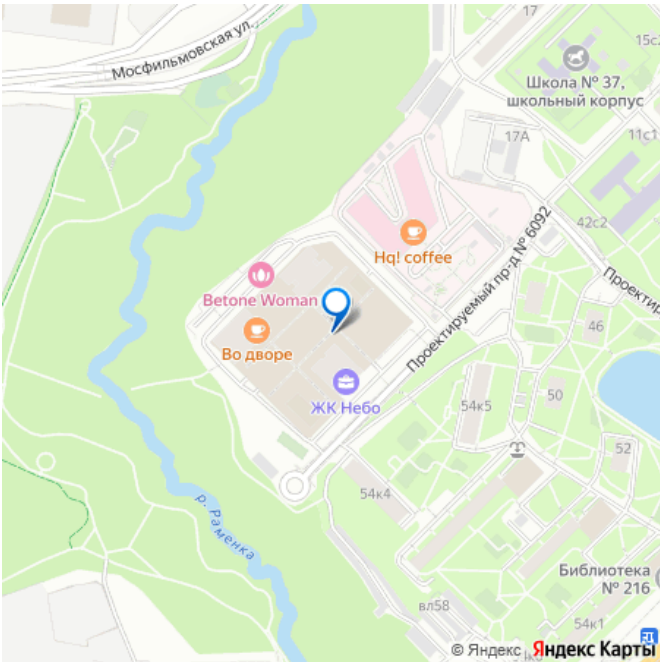 Мосфильмовская ул.
17
15с2
Школа № 37,
школьный корпус
17А
11с1
42с2
Hq! coffee
Проектируемый пр-д № 6092
Проектир
Betone Woman
Во дворе
46
ЖК Небо
54к5
50
52
54к4
р. Раменка
Библиотека
№ 216
вл58
54к1
© Яндекс Яндекс Карты